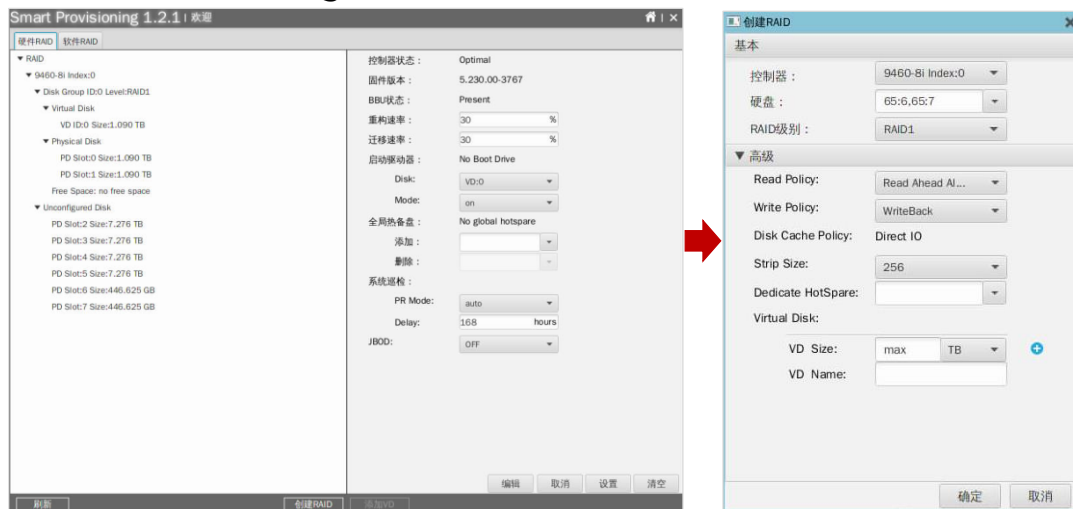 Smart Provisioning 1.2.1 | 欢迎
硬件RAID 软件RAID
RAID
9460-8i Index:0
Disk Group ID:0 Level:RAID1
Virtual Disk
VD ID:0 Size:1.090 TB
Physical Disk
PD Slot:0 Size:1.090 TB
PD Slot:1 Size:1.090 TB
Free Space: no free space
Unconfigured Disk
PD Slot:2 Size:7.276 TB
PD Slot:3 Size:7.276 TB
PD Slot:4 Size:7.276 TB
PD Slot:5 Size:7.276 TB
PD Slot:6 Size:446.625 GB
PD Slot:7 Size:446.625 GB
控制器状态: Optimal
固件版本: 5.230.00-3767
BBU状态: Present
重构速率: 30 %
迁移速率: 30 %
启动驱动器: No Boot Drive
Disk: VD:0
Mode: on
全局热备盘: No global hotspare
添加:
删除:
系统巡检:
PR Mode: auto
Delay: 168 hours
JBOD: OFF
编辑 取消 设置 清空
刷新 创建RAID 添加VD
创建RAID
基本
控制器: 9460-8i Index:0
硬盘: 65:6,65:7
RAID级别: RAID1
高级
Read Policy: Read Ahead Al...
Write Policy: WriteBack
Disk Cache Policy: Direct IO
Strip Size: 256
Dedicate HotSpare:
Virtual Disk:
VD Size: max TB
VD Name:
确定 取消